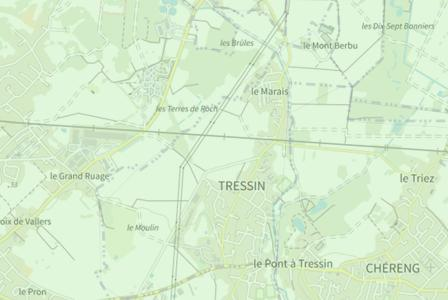 les Dix-Sept Bonniers
les Brûles
le Mont Berbu
le Marais
les Terres de Roch
le Grand Ruage
le Triez
33
TRESSIN
oix de Vallers
le Moulin
le Pont à Tressin
CHÉRENG
le Pron